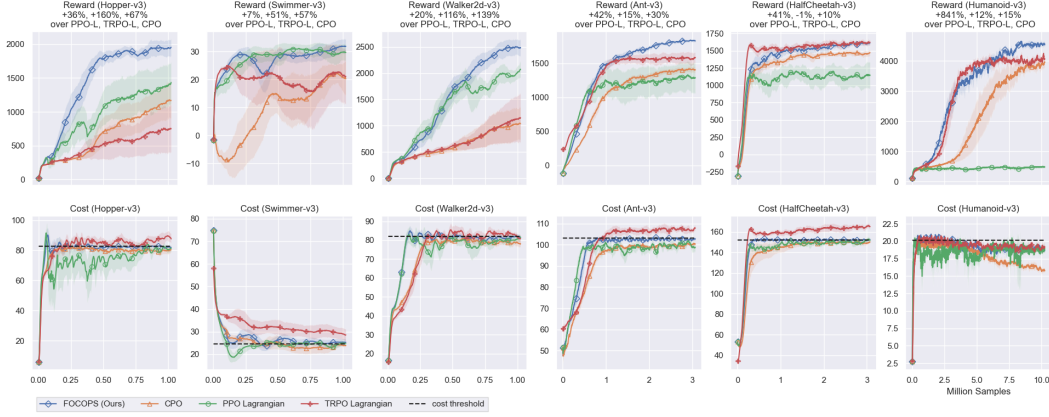 Reward (Hopper-v3)
+36%, +160%, +67%
over PPO-L, TRPO-L, CPO
Reward (Swimmer-v3)
+7%, +51%, +57%
over PPO-L, TRPO-L, CPO
Reward (Walker2d-v3)
+20%, +116%, +139%
over PPO-L, TRPO-L, CPO
Reward (Ant-v3)
+42%, +15%, +30%
over PPO-L, TRPO-L, CPO
Reward (HalfCheetah-v3)
+41%, -1%, +10%
over PPO-L, TRPO-L, CPO
Reward (Humanoid-v3)
+841%, +12%, +15%
over PPO-L, TRPO-L, CPO
2000
1500
1000
500
0
30
20
10
0
−10
2500
2000
1500
1000
500
0
1500
1000
500
0
1750
1500
1250
1000
750
500
250
0
−250
4000
3000
2000
1000
0
Cost (Hopper-v3)
Cost (Swimmer-v3)
Cost (Walker2d-v3)
Cost (Ant-v3)
Cost (HalfCheetah-v3)
Cost (Humanoid-v3)
100
80
60
40
20
0.00 0.25 0.50 0.75 1.00
80
70
60
50
40
30
20
0.00 0.25 0.50 0.75 1.00
90
80
70
60
50
40
30
20
0.00 0.25 0.50 0.75 1.00
110
100
90
80
70
60
50
0 1 2 3
160
140
120
100
80
60
40
0 1 2 3
22.5
20.0
17.5
15.0
12.5
10.0
7.5
5.0
2.5
0.0 2.5 5.0 7.5 10.0
Million Samples
FOCOPS (Ours) CPO PPO Lagrangian TRPO Lagrangian cost threshold